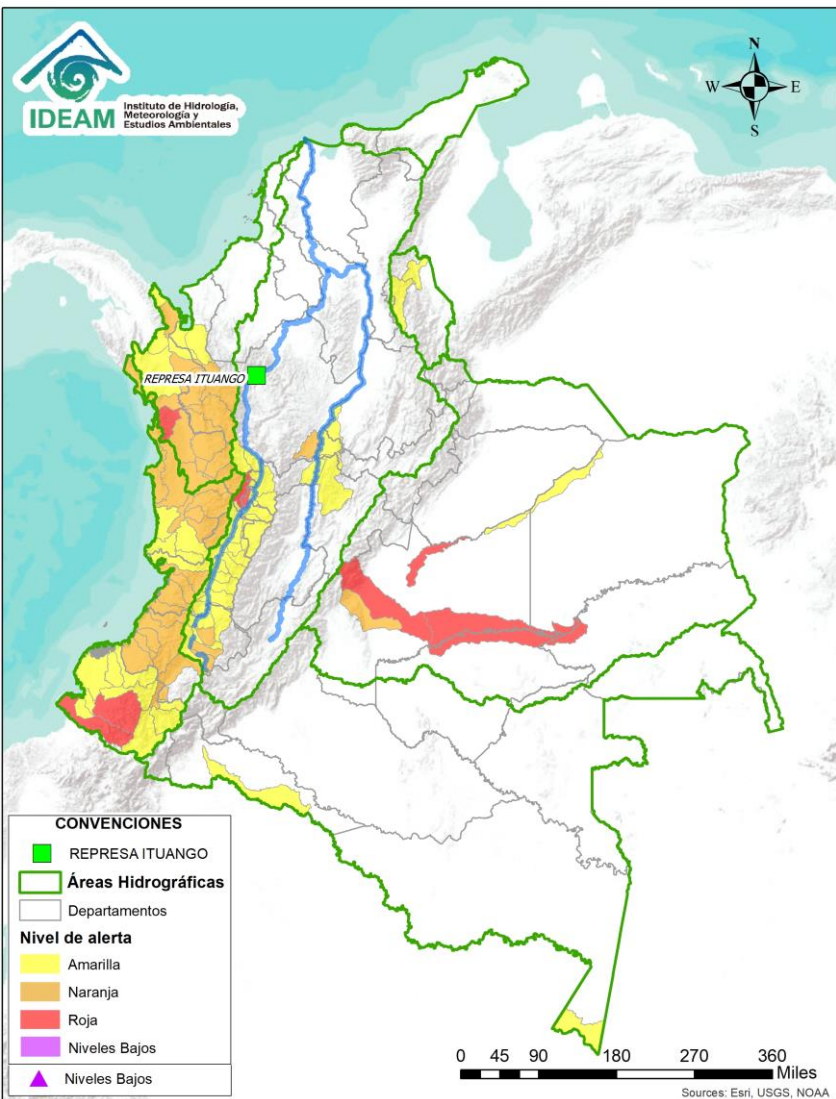 IDEAM
Instituto de Hidrología,
Meteorología y
Estudios Ambientales
N
W
E
S
REPRESA ITUANGO
CONVENCIONES
REPRESA ITUANGO
Áreas Hidrográficas
Departamentos
Nivel de alerta
Amarilla
Naranja
Roja
Niveles Bajos
Niveles Bajos
0 45 90 180 270 360
Miles
Sources: Esri, USGS, NOAA